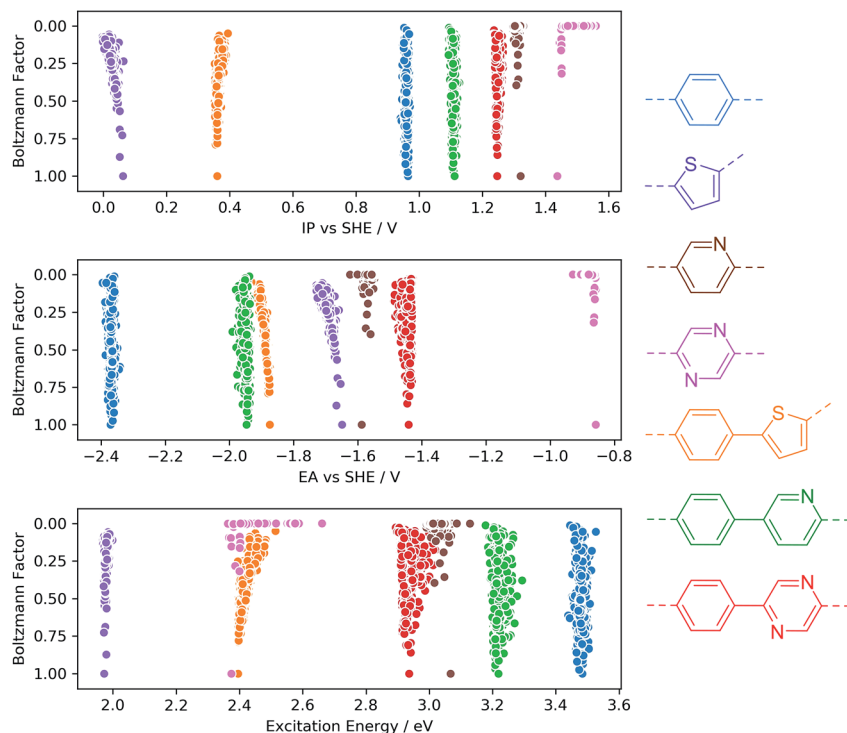 0.00
0.25
0.50
0.75
1.00
Boltzmann Factor
0.0 0.2 0.4 0.6 0.8 1.0 1.2 1.4 1.6
IP vs SHE / V
0.00
0.25
0.50
0.75
1.00
Boltzmann Factor
−2.4 −2.2 −2.0 −1.8 −1.6 −1.4 −1.2 −1.0 −0.8
EA vs SHE / V
0.00
0.25
0.50
0.75
1.00
Boltzmann Factor
2.0 2.2 2.4 2.6 2.8 3.0 3.2 3.4 3.6
Excitation Energy / eV
S
N
N
N
S
N
N
N